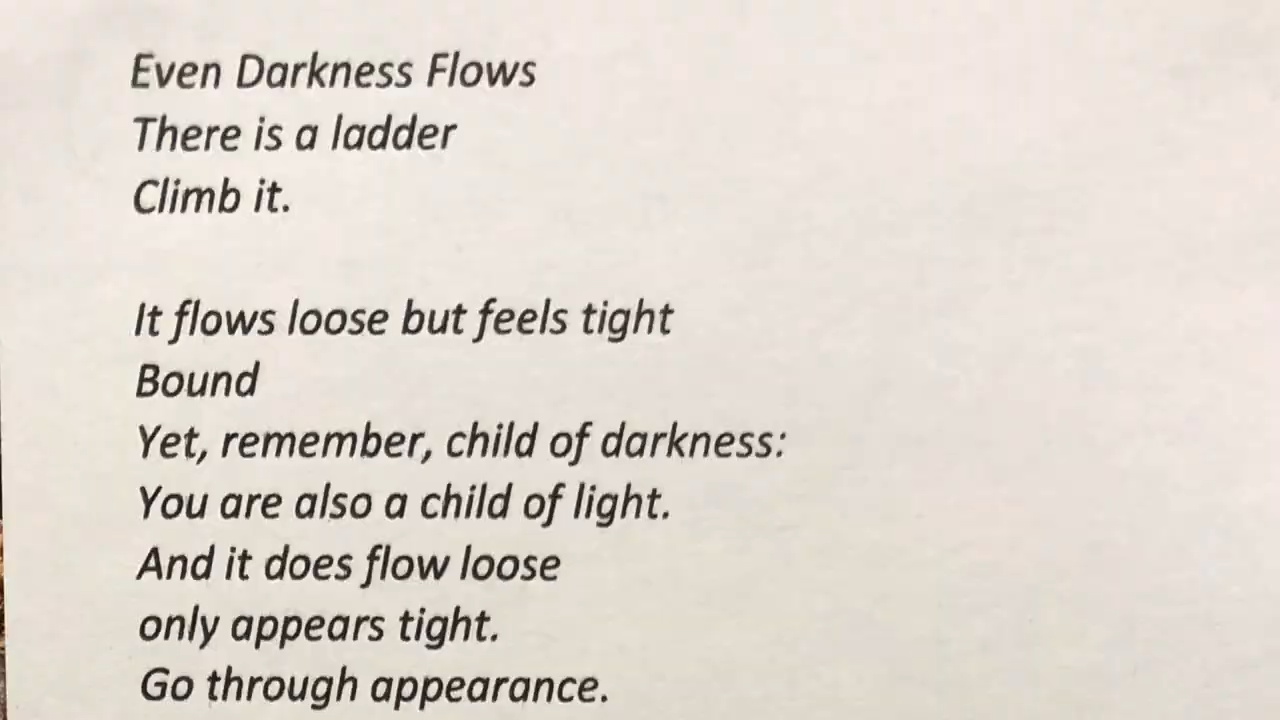 Even Darkness Flows
There is a ladder
Climb it.
It flows loose but feels tight
Bound
Yet, remember, child of darkness:
You are also a child of light.
And it does flow loose
only appears tight.
Go through appearance.